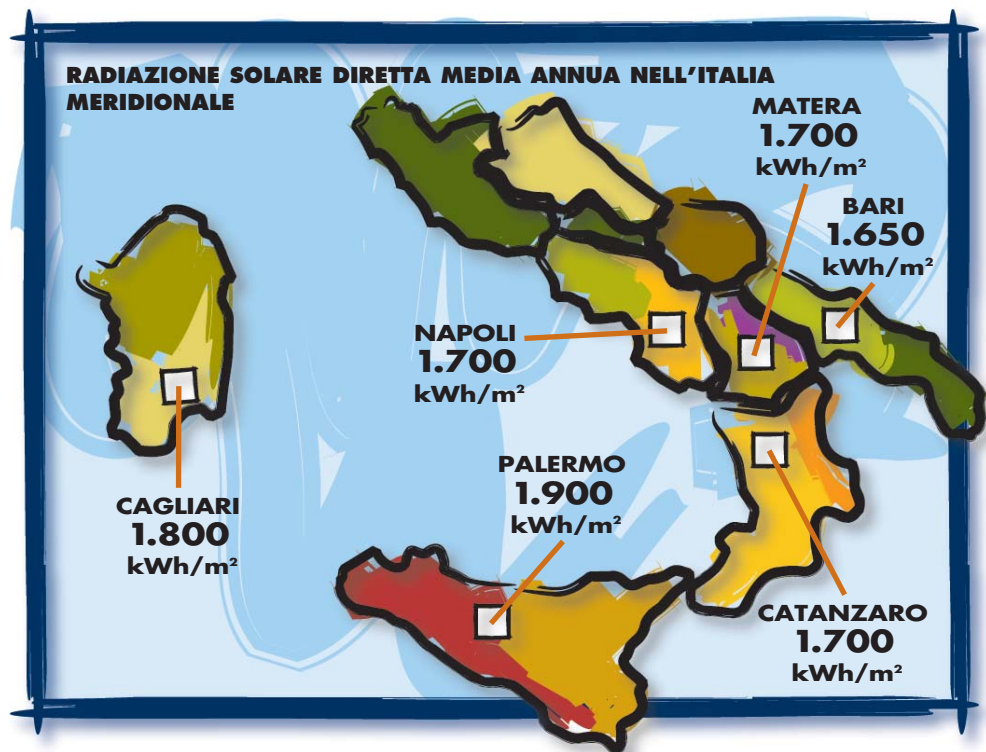 RADIAZIONE SOLARE DIRETTA MEDIA ANNUA NELL'ITALIA
MERIDIONALE
MATERA
1.700
kWh/m²
BARI
1.650
kWh/m²
NAPOLI
1.700
kWh/m²
PALERMO
1.900
kWh/m²
CAGLIARI
1.800
kWh/m²
CATANZARO
1.700
kWh/m²